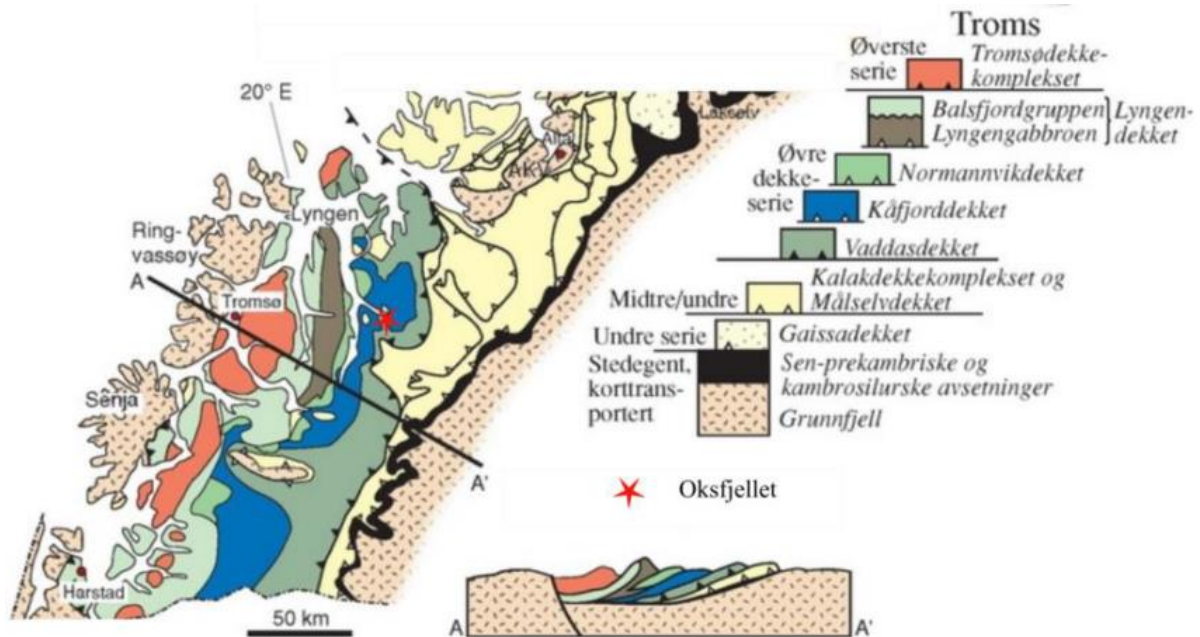 Troms
Øverste
serie
Tromsødekke-
komplekset
Balsfjordgruppen
Lyngengabbroen
Lyngen-
dekket
Øvre
dekke-
serie
Normannvikdekket
Kåfjorddekket
Vaddasdekket
Midtre/undre
Kalakdekkekomplekset og
Målselvdekket
Undre serie
Gaissadekket
Stedegent,
korttrans-
portert
Sen-prekambriske og
kambrosilurske avsetninger
Grunnfjell
20° E
Lakselv
Alta
AKV
Lyngen
Ring-
vassøy
A
Tromsø
Senja
A'
Harstad
50 km
Oksfjellet
A
A'